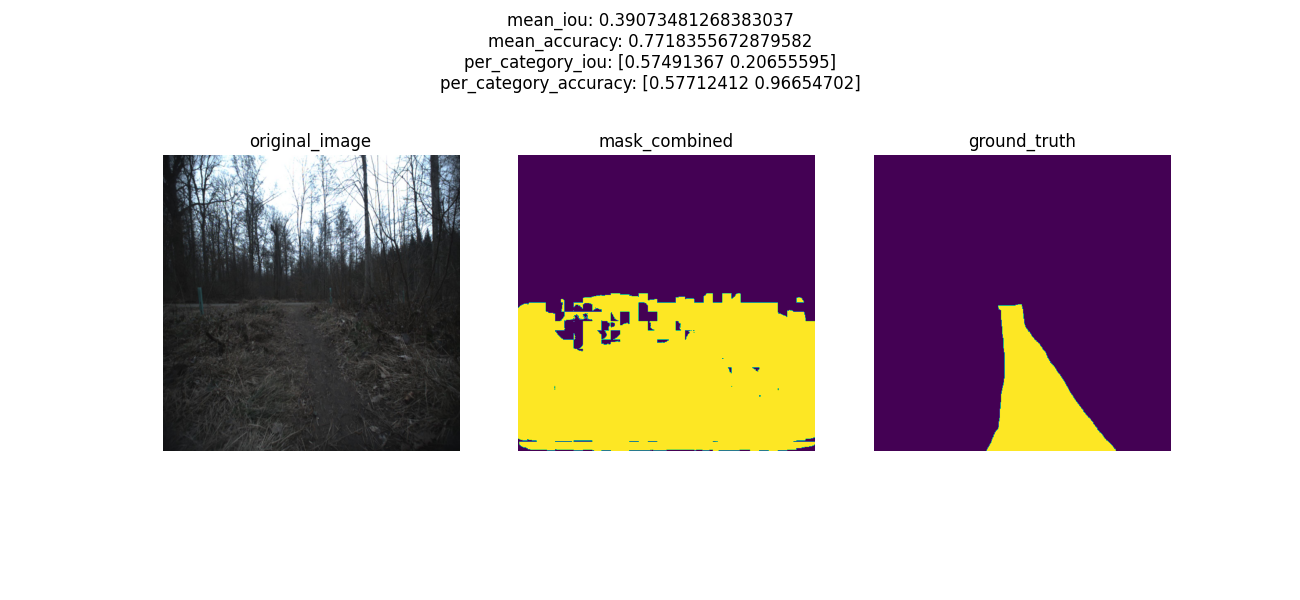 mean_iou: 0.39073481268383037
mean_accuracy: 0.7718355672879582
per_category_iou: [0.57491367 0.20655595]
per_category_accuracy: [0.57712412 0.96654702]
original_image
mask_combined
ground_truth